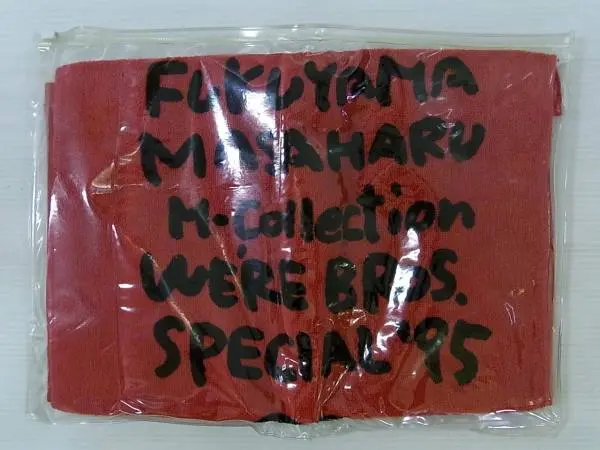 FUKUYAMA
MASAHARU
M-Collection
WE'RE BROS.
SPECIAL '95